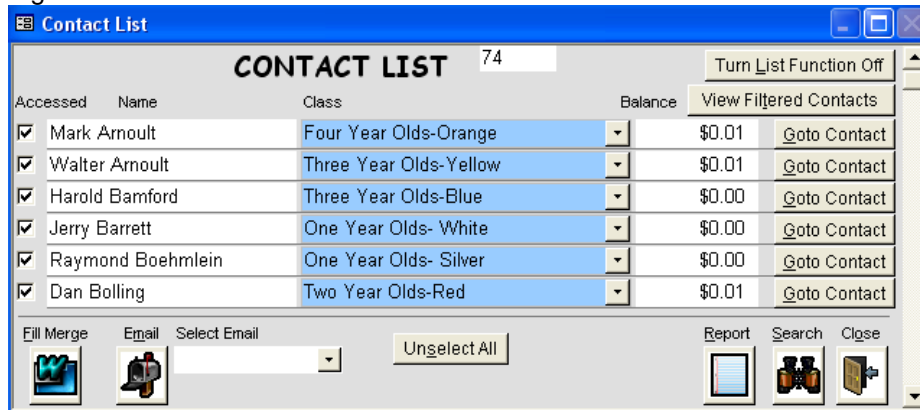 Contact List
CONTACT LIST 74 Turn List Function Off
Accessed Name Class Balance View Filtered Contacts
Mark Arnoult Four Year Olds-Orange $0.01 Goto Contact
Walter Arnoult Three Year Olds-Yellow $0.01 Goto Contact
Harold Bamford Three Year Olds-Blue $0.00 Goto Contact
Jerry Barrett One Year Olds- White $0.00 Goto Contact
Raymond Boehmlein One Year Olds- Silver $0.00 Goto Contact
Dan Bolling Two Year Olds-Red $0.01 Goto Contact
Fill Merge Email Select Email Unselect All Report Search Close